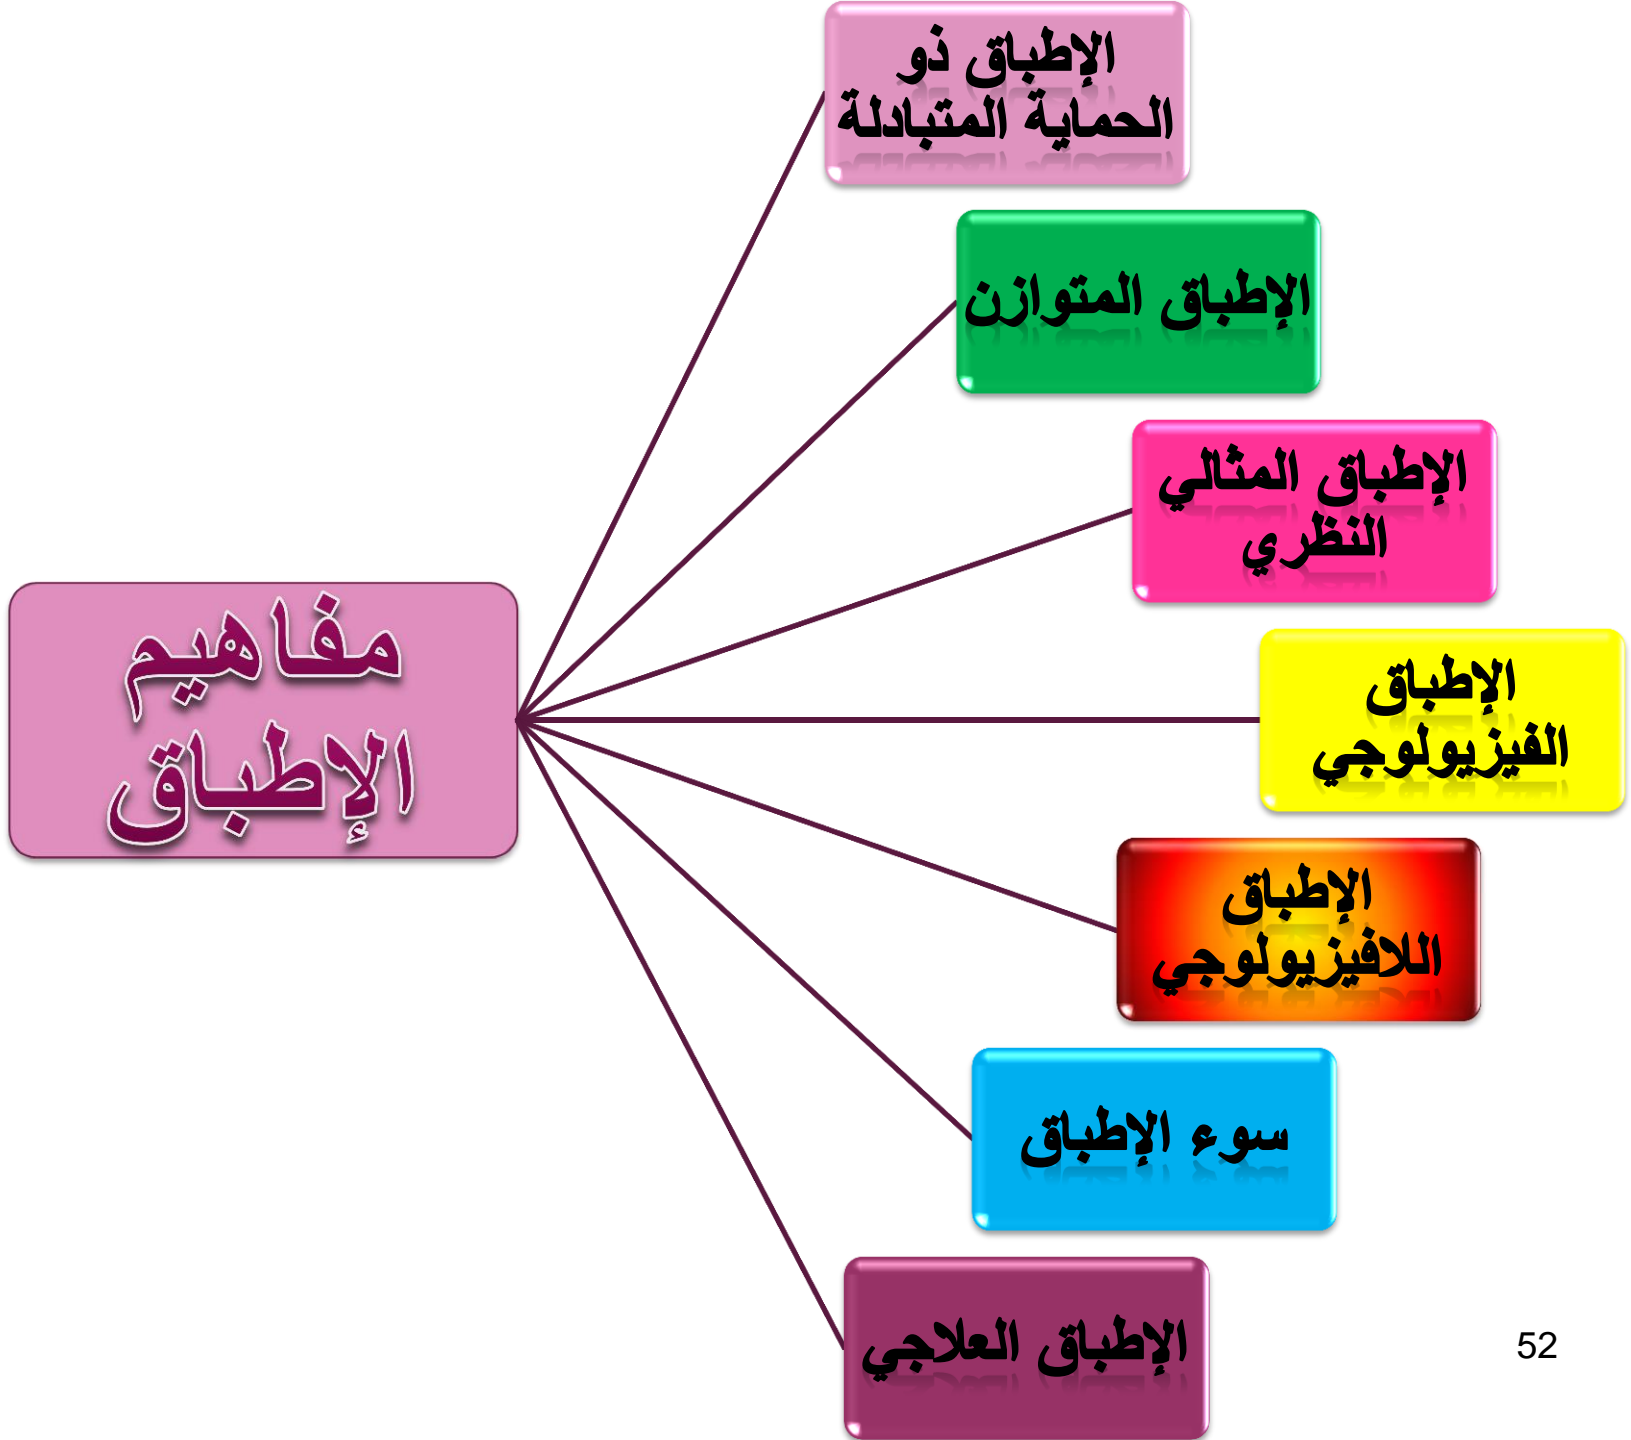 مفاهيم
الإطباق
الإطباق ذو
الحماية المتبادلة
الإطباق المتوازن
الإطباق المثالي
النظري
الإطباق
الفيزيولوجي
الإطباق
اللافيزيولوجي
سوء الإطباق
الإطباق العلاجي
52